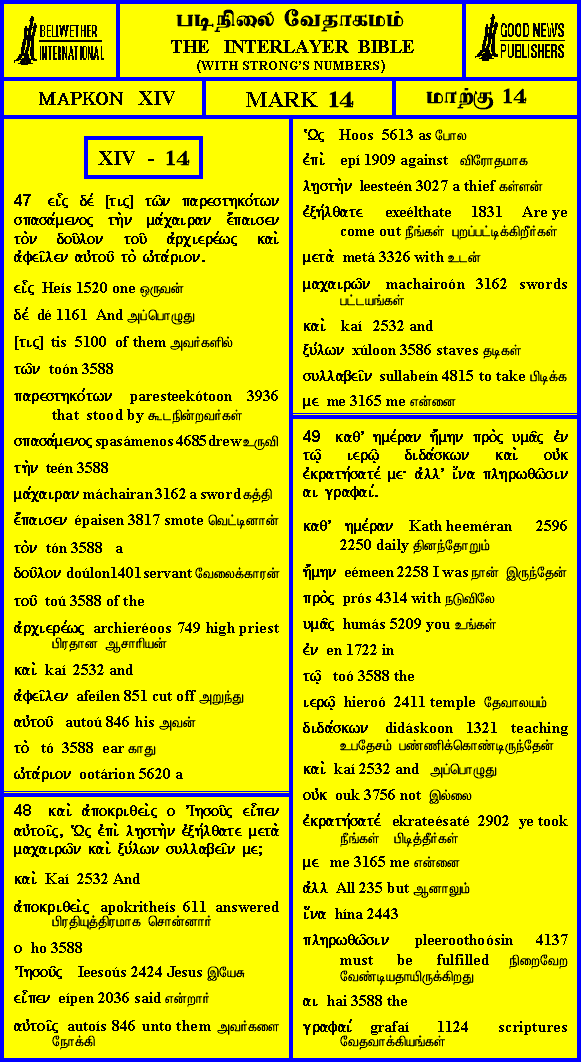 BELLWETHER
INTERNATIONAL
படிநிலை வேதாகமம்
THE INTERLAYER BIBLE
(WITH STRONG'S NUMBERS)
GOOD NEWS
PUBLISHERS
ΜΑΡΚΟΝ XIV
MARK 14
மாற்கு 14
XIV - 14
47 εἷς δέ [τις] τῶν παρεστηκότων
σπασάμενος τὴν μάχαιραν ἔπαισεν
τὸν δοῦλον τοῦ ἀρχιερέως καὶ
ἀφεῖλεν αὐτοῦ τὸ ὠτάριον.
εἷς Heís 1520 one ஒருவன்
δέ dé 1161 And அப்பொழுது
[τις] tis 5100 of them அவர்களில்
τῶν toón 3588
παρεστηκότων paresteekótoon 3936
that stood by கூடநின்றவர்கள்
σπασάμενος spasámenos 4685 drew உருவி
τὴν teén 3588
μάχαιραν máchairan 3162 a sword கத்தி
ἔπαισεν épaisen 3817 smote வெட்டினான்
τὸν tón 3588 a
δοῦλον doúlon1401 servant வேலைக்காரன்
τοῦ toú 3588 of the
ἀρχιερέως archieréoos 749 high priest
பிரதான ஆசாரியன்
καὶ kaí 2532 and
ἀφεῖλεν afeílen 851 cut off அறுந்து
αὐτοῦ autoú 846 his அவன்
τὸ tó 3588 ear காது
ὠτάριον ootárion 5620 a
48 καὶ ἀποκριθεὶς ο Ἰησοῦς εἶπεν
αὐτοῖς, Ὡς ἐπὶ ληστὴν ἐξήλθατε μετὰ
μαχαιρῶν καὶ ξύλων συλλαβεῖν με;
καὶ Kaí 2532 And
ἀποκριθεὶς apokritheís 611 answered
பிரதியுத்திரமாக சொன்னார்
ο ho 3588
Ἰησοῦς Ieesoús 2424 Jesus இயேசு
εἶπεν eípen 2036 said என்றார்
αὐτοῖς autoís 846 unto them அவர்களை
நோக்கி
Ὡς Hoos 5613 as போல
ἐπὶ epí 1909 against விரோதமாக
ληστὴν leesteén 3027 a thief கள்ளன்
ἐξήλθατε exeélthate 1831 Are ye
come out நீங்கள் புறப்பட்டிக்கிறீர்கள்
μετὰ metá 3326 with உடன்
μαχαιρῶν machairoón 3162 swords
பட்டயங்கள்
καὶ kaí 2532 and
ξύλων xúloon 3586 staves தடிகள்
συλλαβεῖν sullabeín 4815 to take பிடிக்க
με me 3165 me என்னை
49 καθ' ημέραν ἤμην πρὸς υμᾶς ἐν
τῷ ιερῷ διδάσκων καὶ οὐκ
ἐκρατήσατέ με· ἀλλ' ἵνα πληρωθῶσιν
αι γραφαί.
καθ' ημέραν Kath heeméran 2596
2250 daily தினந்தோறும்
ἤμην eémeen 2258 I was நான் இருந்தேன்
πρὸς prós 4314 with நடுவிலே
υμᾶς humás 5209 you உங்கள்
ἐν en 1722 in
τῷ toó 3588 the
ιερῷ hieroó 2411 temple தேவாலயம்
διδάσκων didáskoon 1321 teaching
உபதேசம் பண்ணிக்கொண்டிருந்தேன்
καὶ kaí 2532 and அப்பொழுது
οὐκ ouk 3756 not இல்லை
ἐκρατήσατέ ekrateésaté 2902 ye took
நீங்கள் பிடித்தீர்கள்
με me 3165 me என்னை
ἀλλ All 235 but ஆனாலும்
ἵνα hína 2443
πληρωθῶσιν pleeroothoósin 4137
must be fulfilled நிறைவேற
வேண்டியதாயிருக்கிறது
αι hai 3588 the
γραφαί grafaí 1124 scriptures
வேதவாக்கியங்கள்